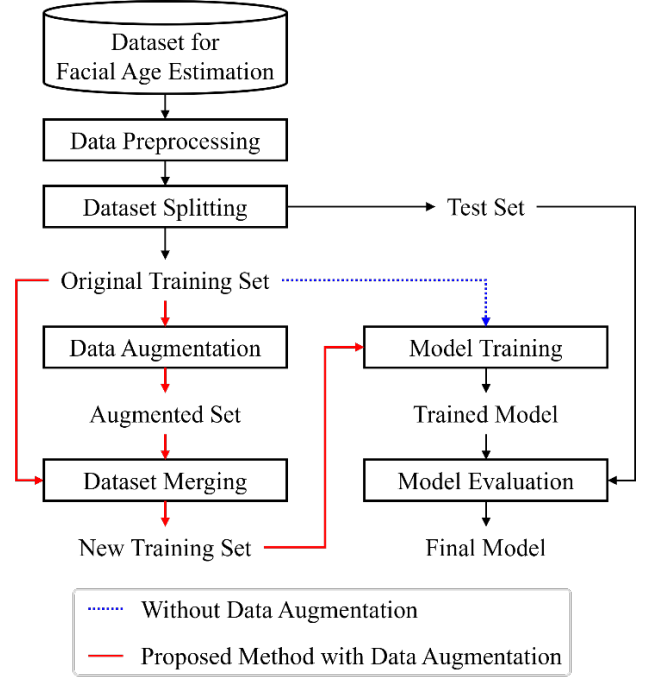 Dataset for
Facial Age Estimation
Data Preprocessing
Dataset Splitting
Test Set
Original Training Set
Data Augmentation
Model Training
Augmented Set
Trained Model
Dataset Merging
Model Evaluation
New Training Set
Final Model
Without Data Augmentation
Proposed Method with Data Augmentation